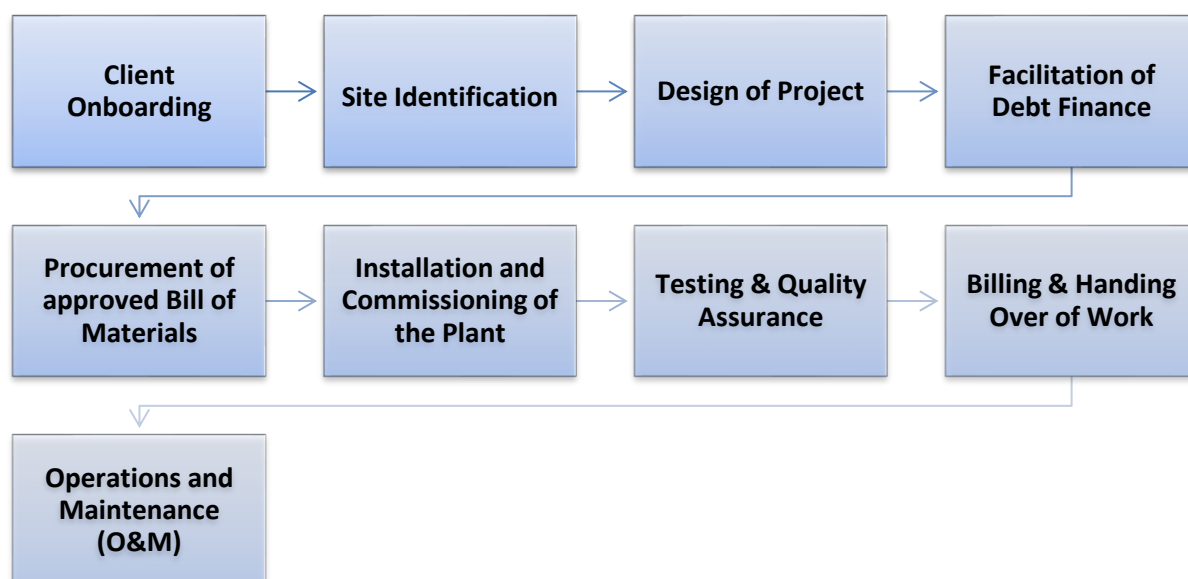 Client
Onboarding
Site Identification
Design of Project
Facilitation of
Debt Finance
Procurement of
approved Bill of
Materials
Installation and
Commissioning of
the Plant
Testing & Quality
Assurance
Billing & Handing
Over of Work
Operations and
Maintenance
(O&M)